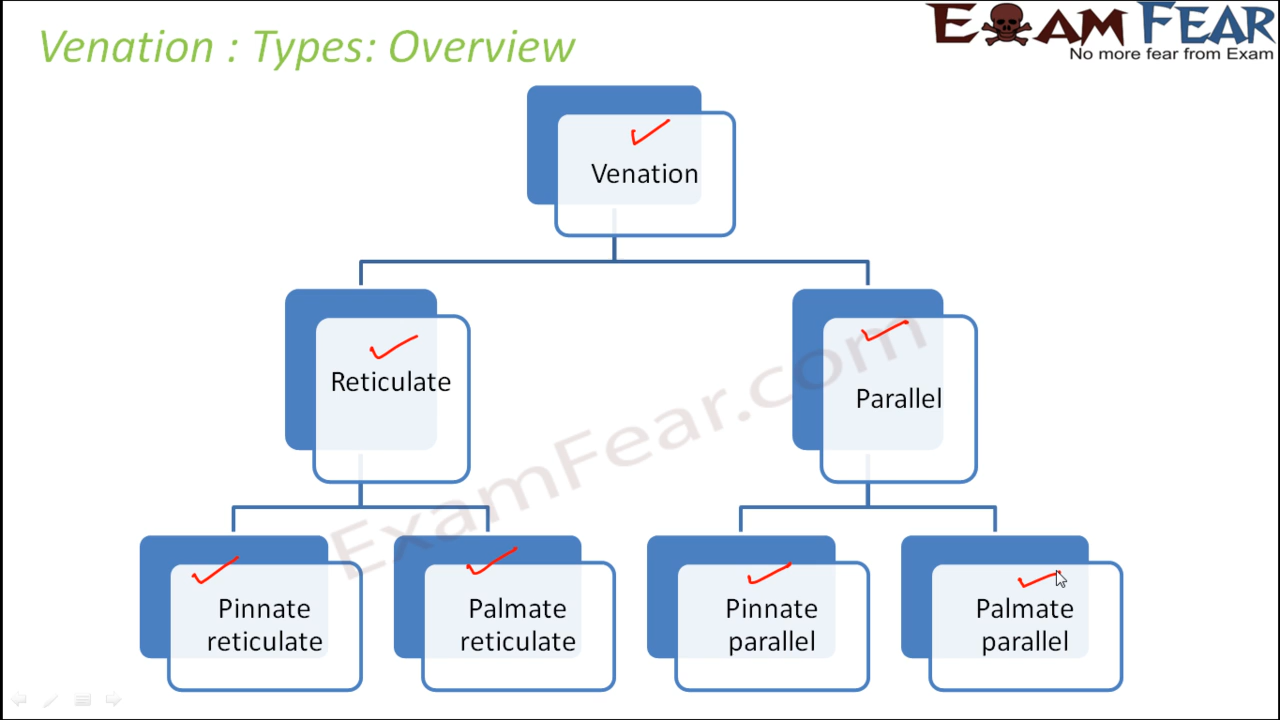 Venation : Types: Overview
EXAM FEAR
No more fear from Exam
Venation
Reticulate
Parallel
Pinnate
reticulate
Palmate
reticulate
Pinnate
parallel
Palmate
parallel
ExamFear.com